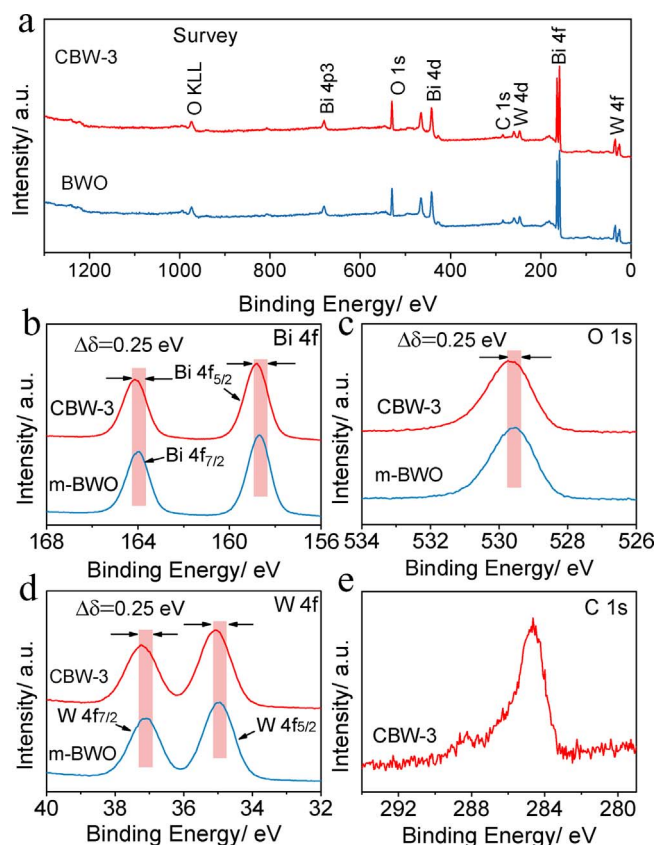 a
Survey
CBW-3
O KLL
Bi 4p3
O 1s
Bi 4d
C 1s
W 4d
Bi 4f
W 4f
BWO
Intensity/ a.u.
1200 1000 800 600 400 200 0
Binding Energy/ eV
b
Bi 4f
Δδ=0.25 eV
Bi 4f5/2
CBW-3
Bi 4f7/2
m-BWO
Intensity/ a.u.
168 164 160 159 156
Binding Energy/ eV
c
O 1s
Δδ=0.25 eV
CBW-3
m-BWO
Intensity/ a.u.
534 532 530 528 526
Binding Energy/ eV
d
W 4f
Δδ=0.25 eV
CBW-3
W 4f7/2
W 4f5/2
m-BWO
Intensity/ a.u.
40 38 36 34 32
Binding Energy/ eV
e
C 1s
CBW-3
Intensity/ a.u.
292 288 284 280
Binding Energy/ eV